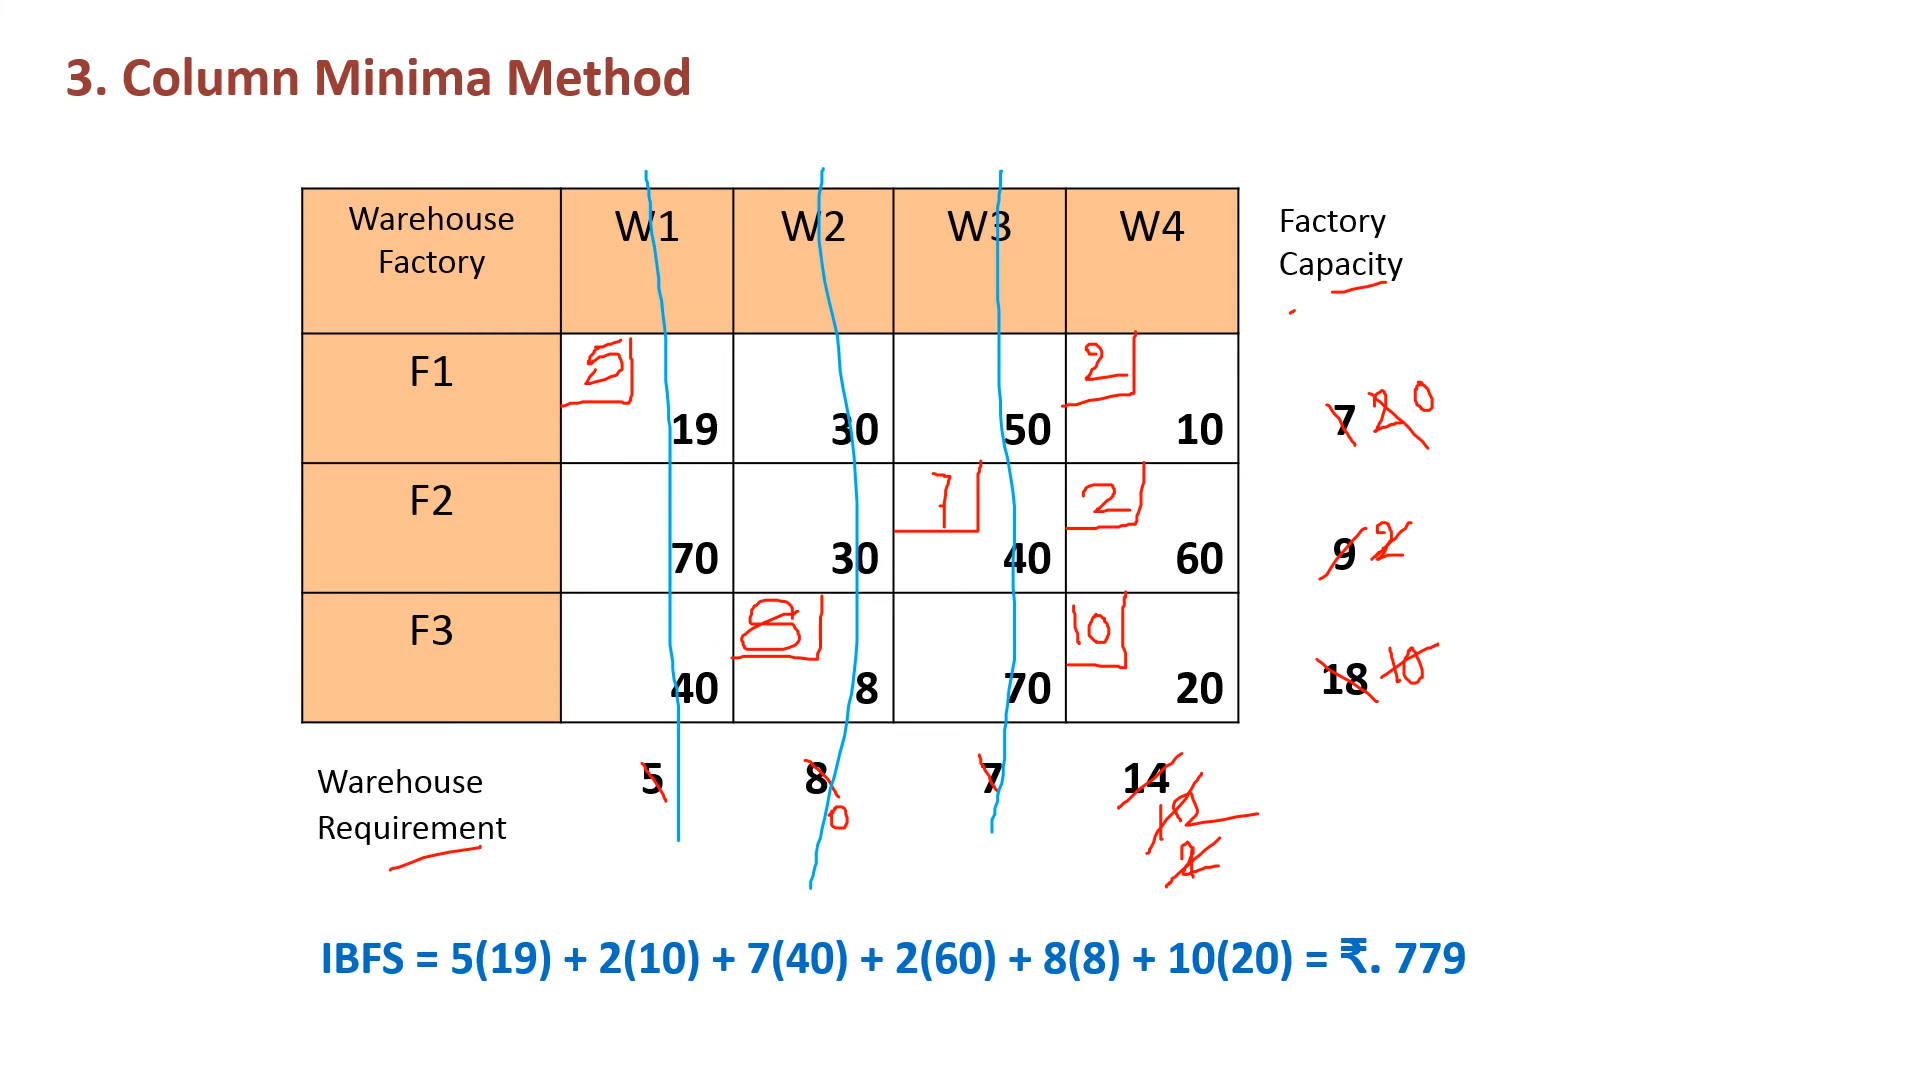 3. Column Minima Method
Warehouse Factory W1 W2 W3 W4 Factory Capacity
F1 5 19 30 50 2 10 7 2 0
F2 70 30 7 40 2 60 9 2
F3 40 8 8 70 10 20 18 10
Warehouse Requirement 5 8 0 7 14 12 2
IBFS = 5(19) + 2(10) + 7(40) + 2(60) + 8(8) + 10(20) = ₹. 779